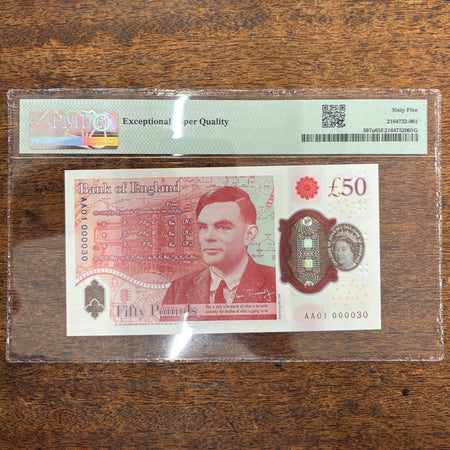 PMG
Exceptional Paper Quality
Sixty Five
2164732-001
397a65E2164732001G
Bank of England
£50
AA01 000030
Fifty Pounds
This is only a foretaste of what is to come,
and only the shadow of what is going to be
AA01 000030